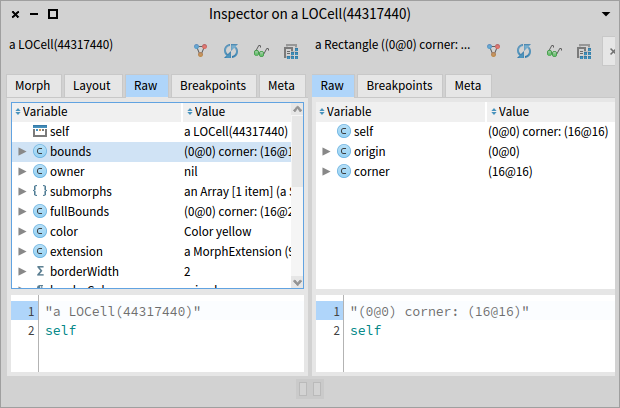 Inspector on a LOCell(44317440)
a LOCell(44317440)
a Rectangle ((0@0) corner: ...
Morph Layout Raw Breakpoints Meta
Raw Breakpoints Meta
Variable Value
self a LOCell(44317440)
bounds (0@0) corner: (16@1
owner nil
{ } submorphs an Array [1 item] (a S
fullBounds (0@0) corner: (16@2
color Color yellow
extension a MorphExtension (9
Σ borderWidth 2
Variable Value
self (0@0) corner: (16@16)
origin (0@0)
corner (16@16)
1 "a LOCell(44317440)"
2 self
1 "(0@0) corner: (16@16)"
2 self